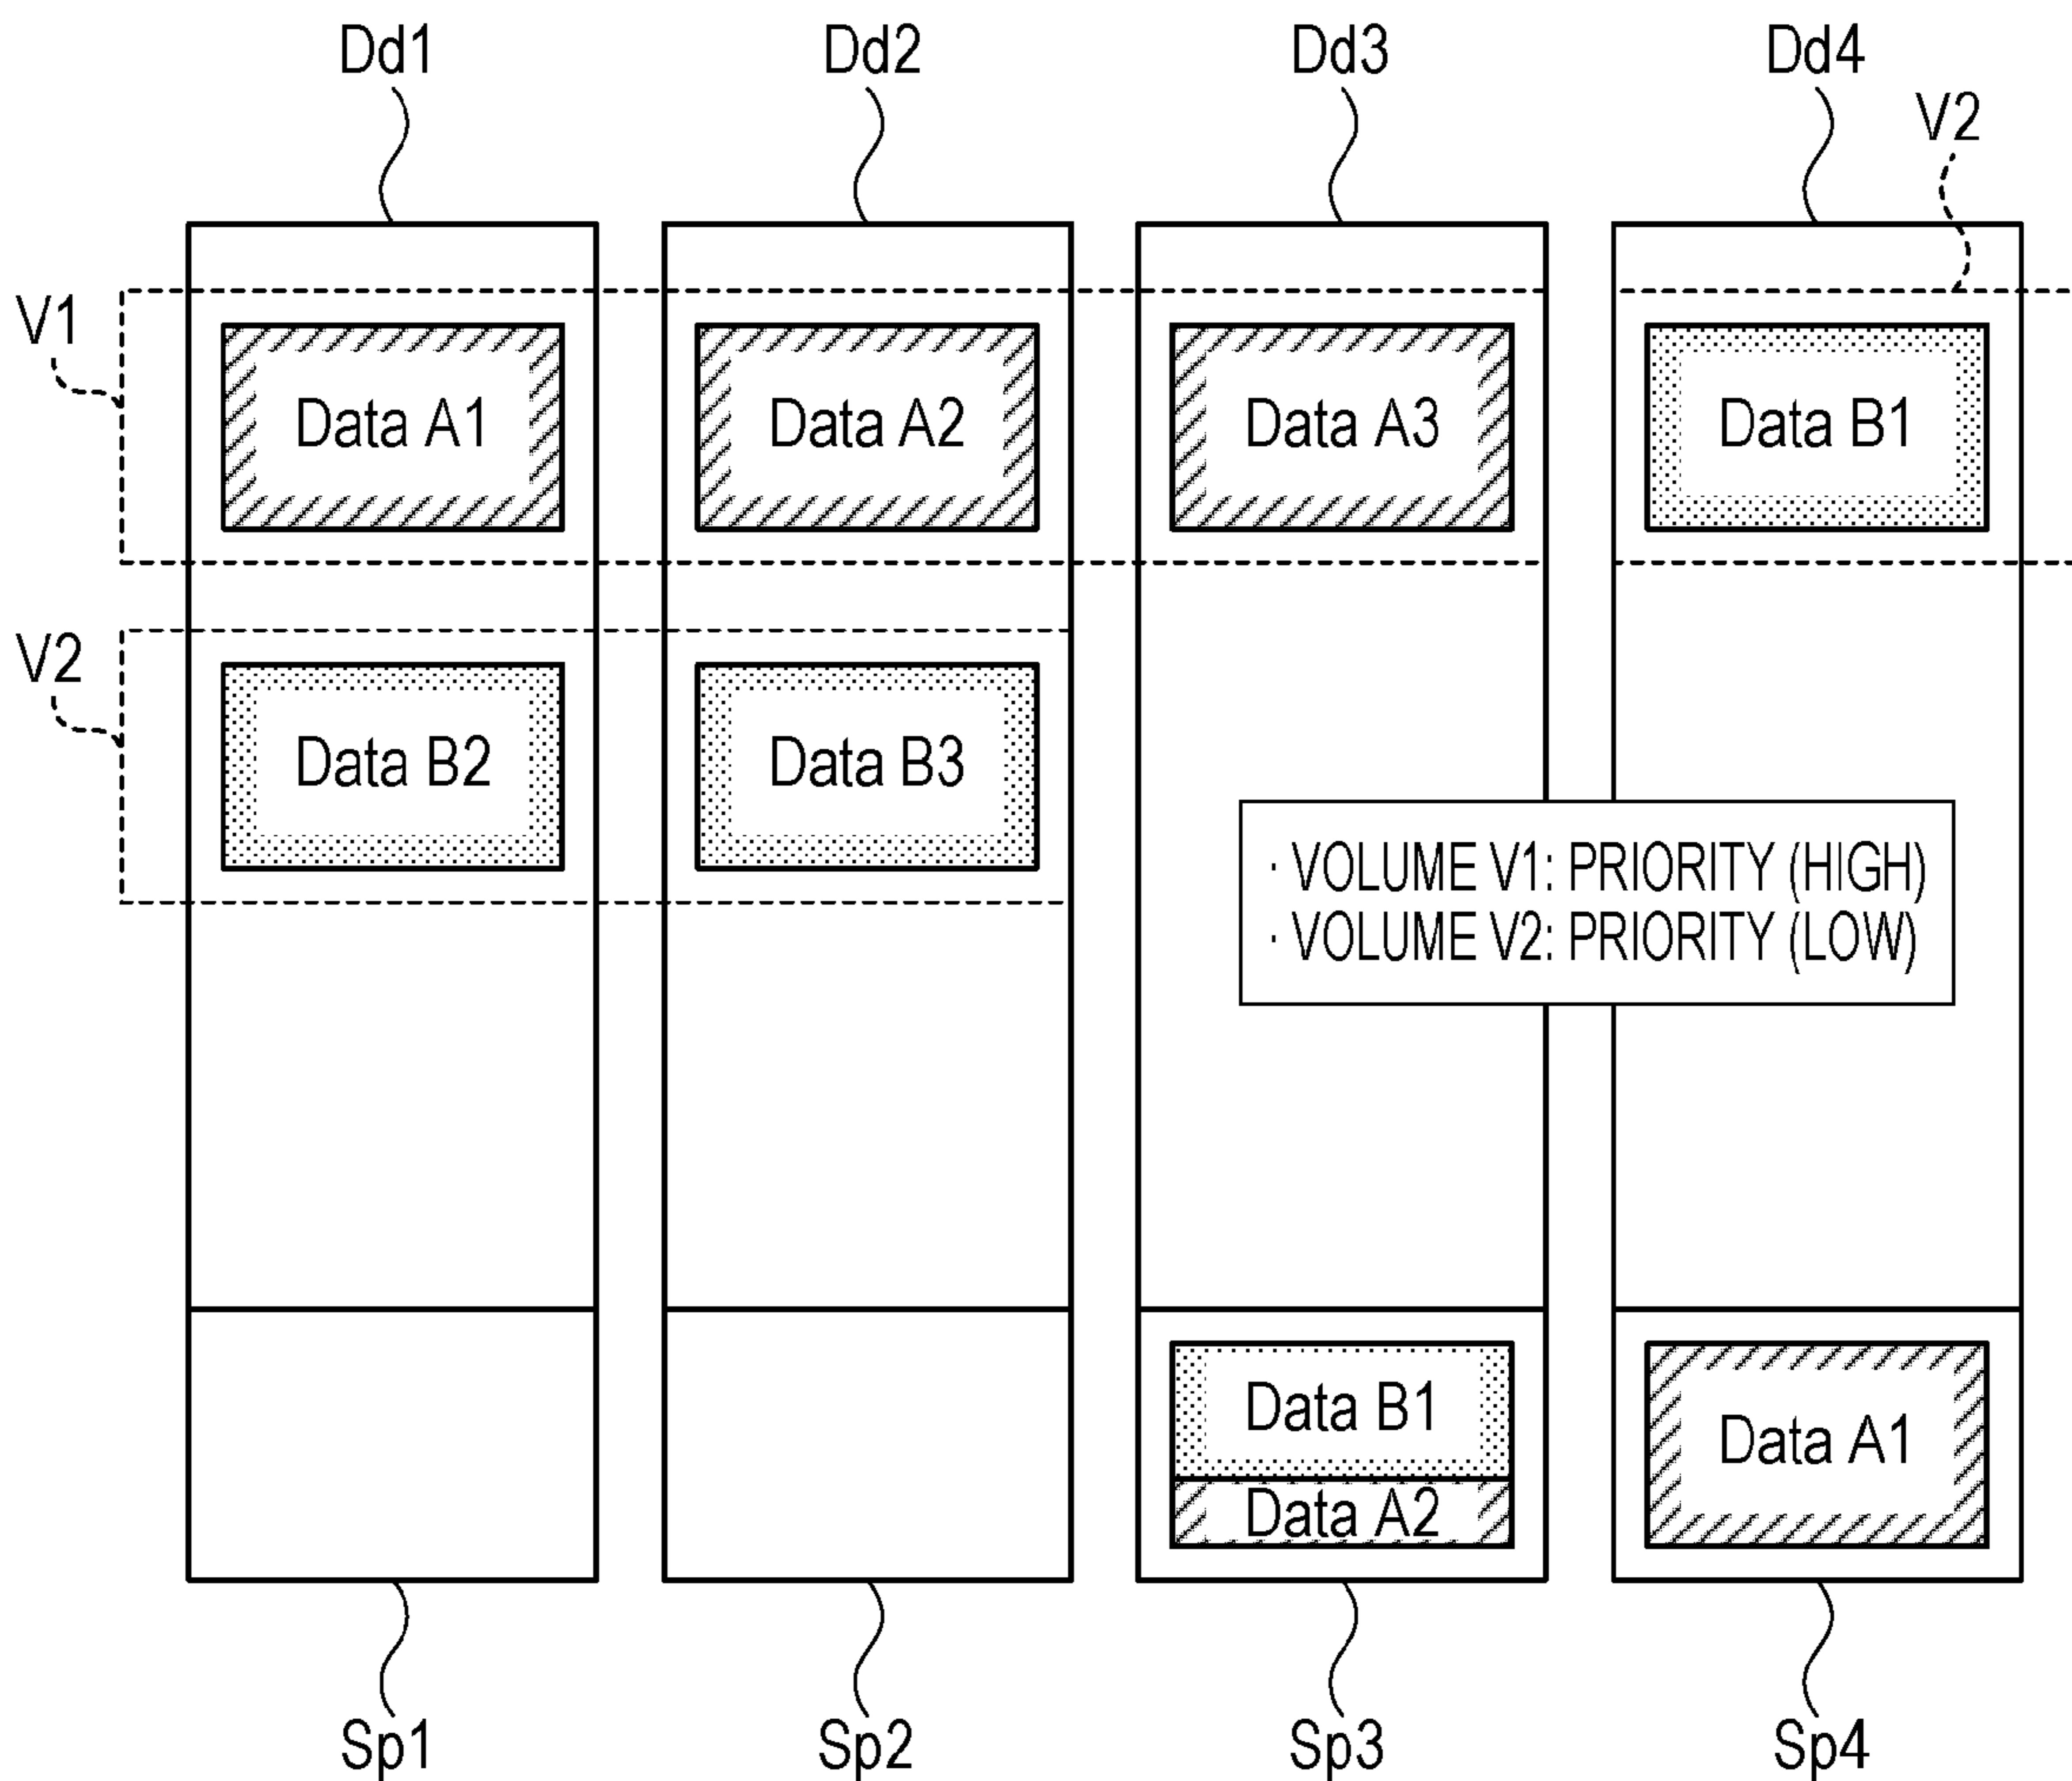 Dd1 Dd2 Dd3 Dd4
V2
V1
Data A1 Data A2 Data A3 Data B1
V2
Data B2 Data B3
· VOLUME V1: PRIORITY (HIGH)
· VOLUME V2: PRIORITY (LOW)
Data B1
Data A1
Data A2
Sp1 Sp2 Sp3 Sp4